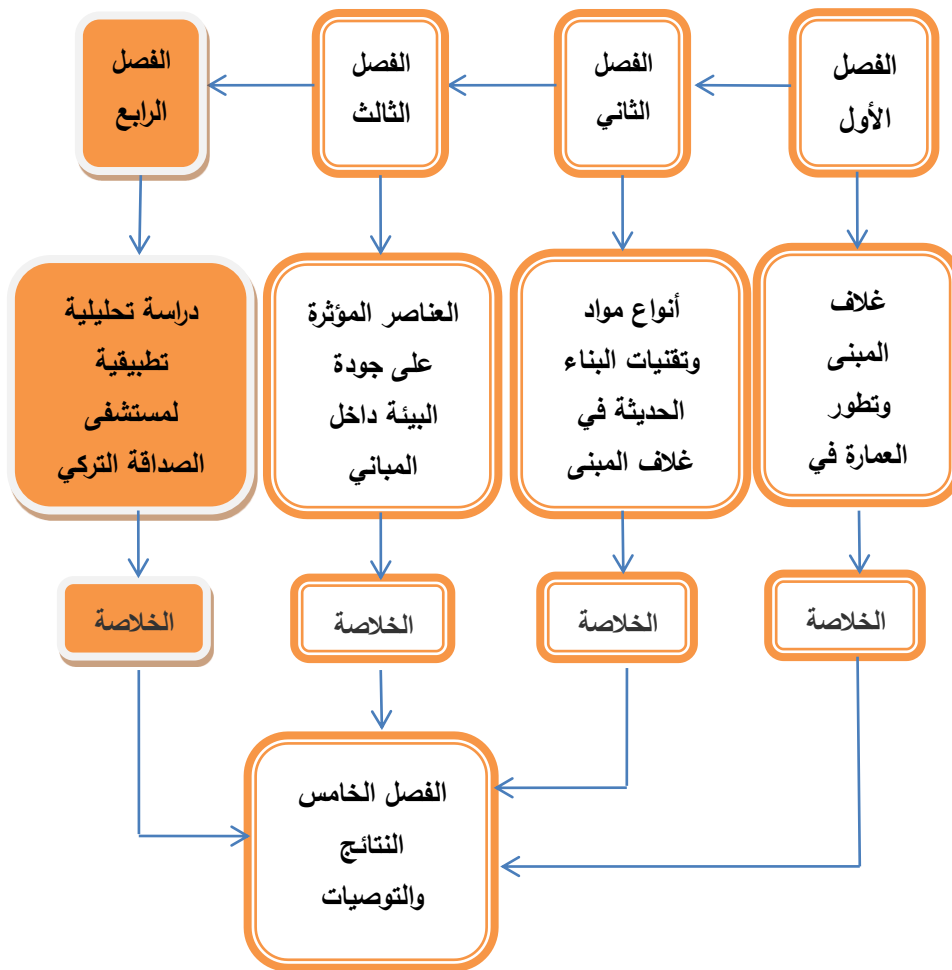 الفصل
الأول
الفصل
الثاني
الفصل
الثالث
الفصل
الرابع
غلاف
المبنى
وتطور
العمارة في
أنواع مواد
وتقنيات البناء
الحديثة في
غلاف المبنى
العناصر المؤثرة
على جودة
البيئة داخل
المباني
دراسة تحليلية
تطبيقية
لمستشفى
الصداقة التركي
الخلاصة
الخلاصة
الخلاصة
الخلاصة
الفصل الخامس
النتائج
والتوصيات